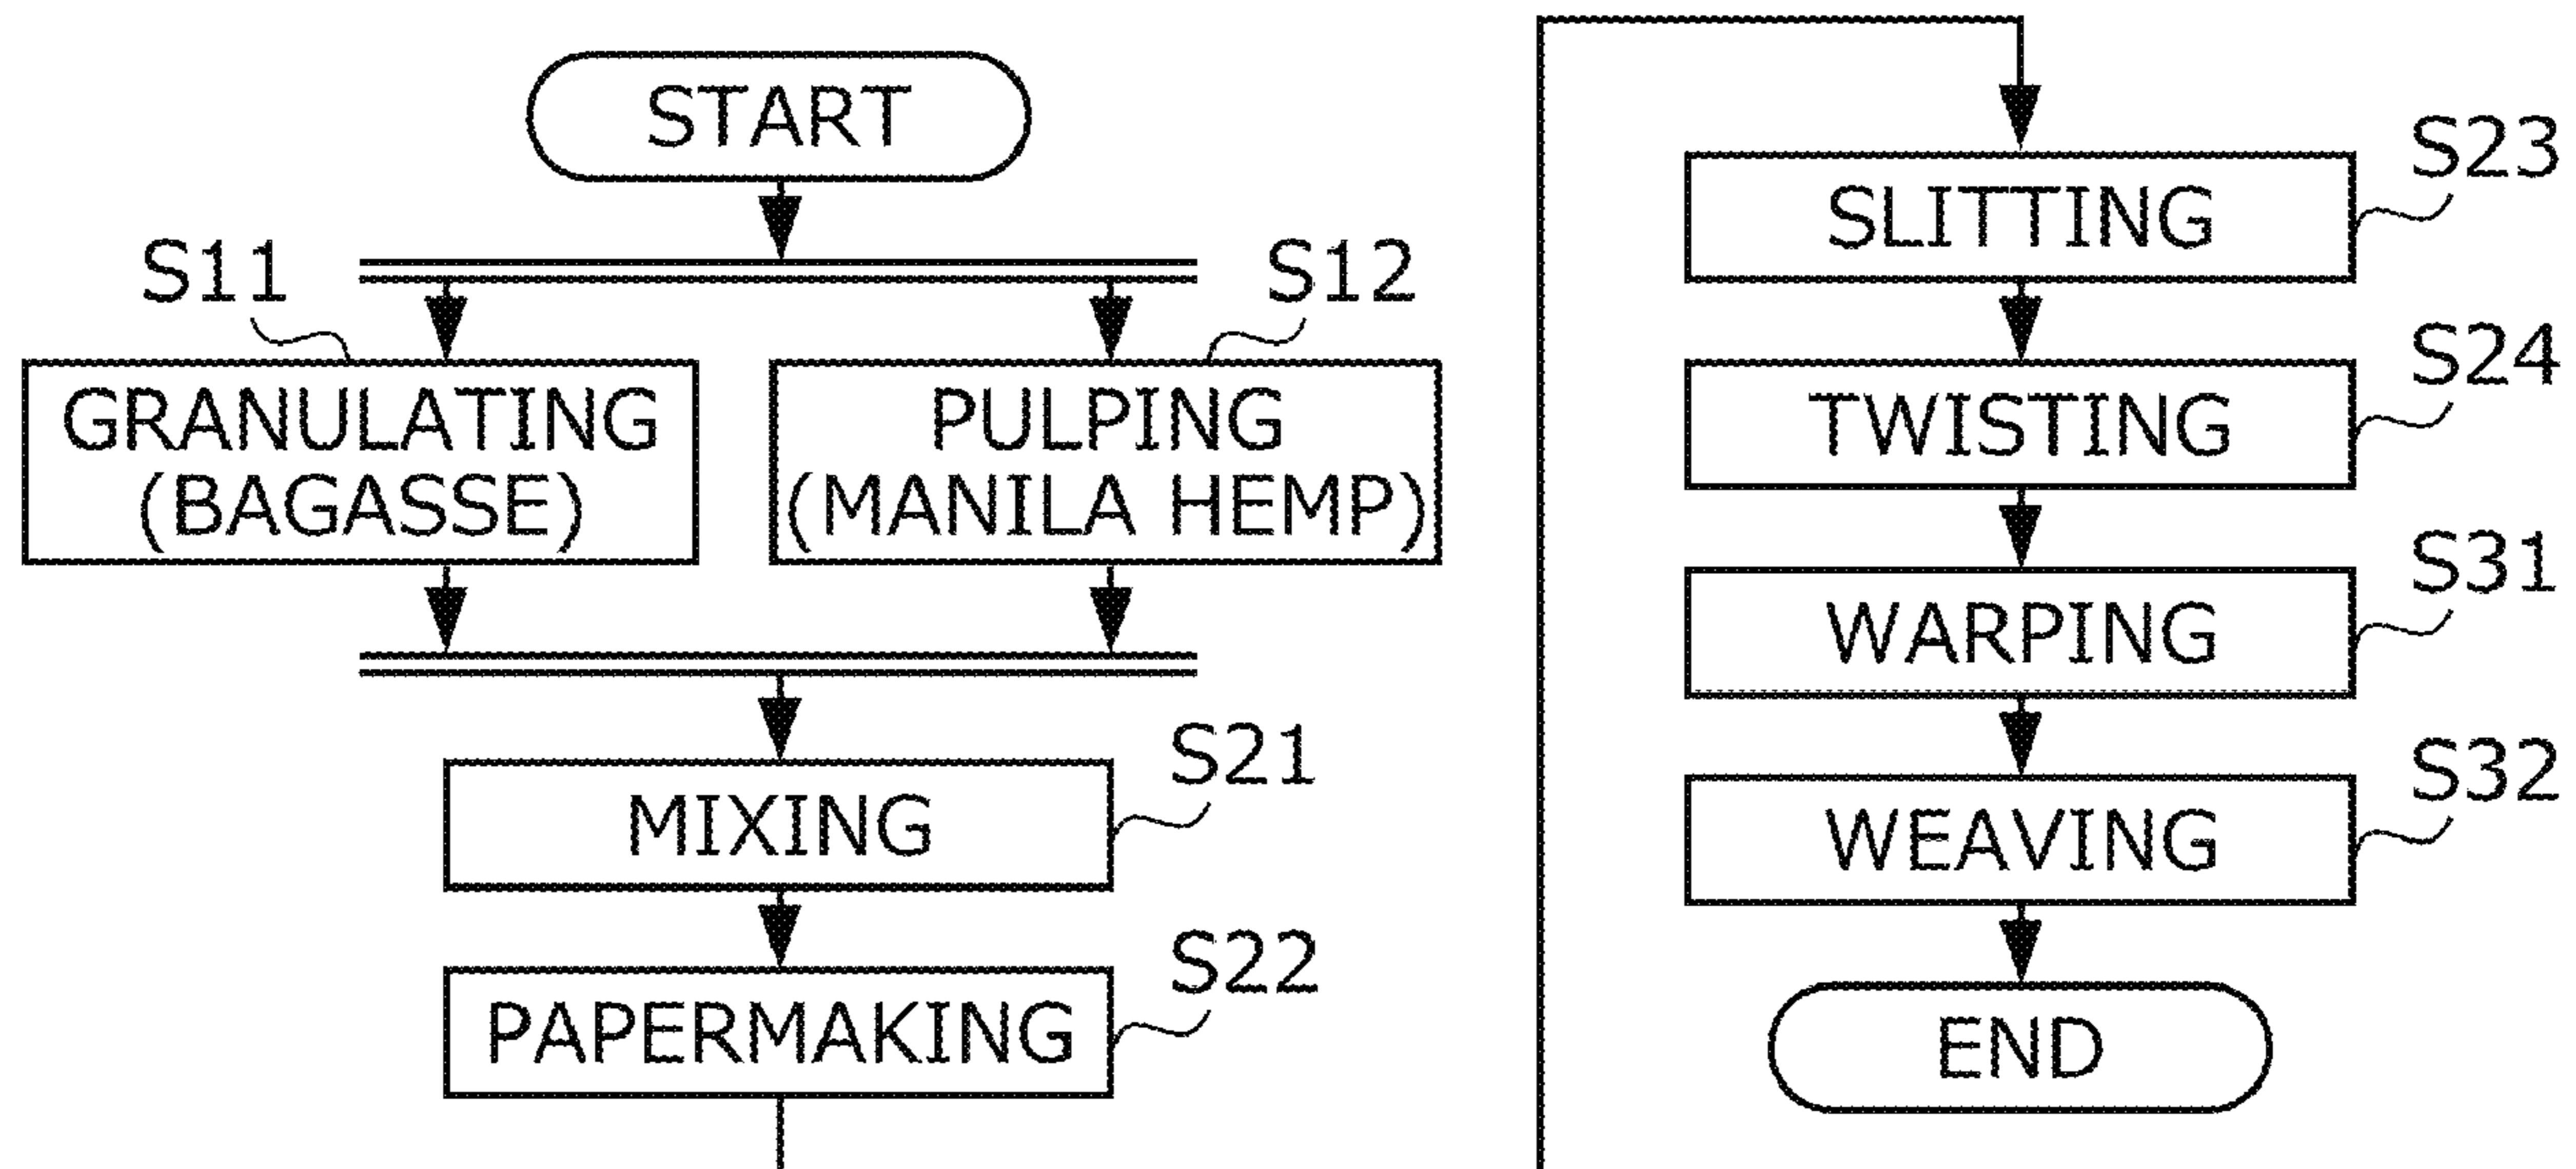 START
S11
S12
GRANULATING
(BAGASSE)
PULPING
(MANILA HEMP)
S21
MIXING
S22
PAPERMAKING
S23
SLITTING
S24
TWISTING
S31
WARPING
S32
WEAVING
END